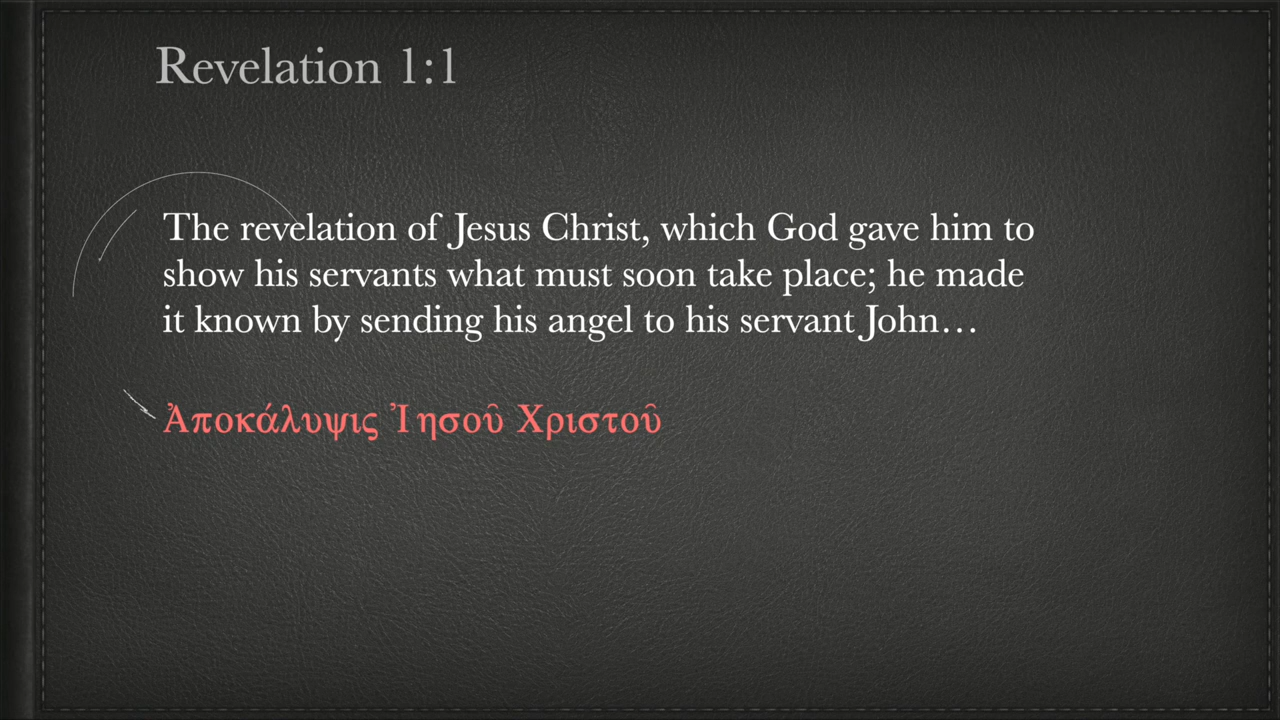 Revelation 1:1
The revelation of Jesus Christ, which God gave him to
show his servants what must soon take place; he made
it known by sending his angel to his servant John…
Ἀποκάλυψις Ἰησοῦ Χριστοῦ